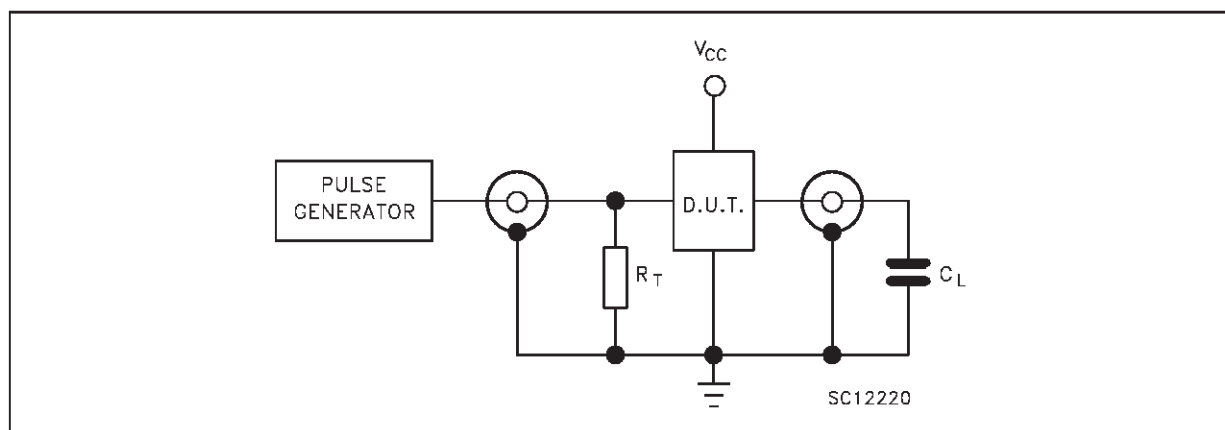 VCC
PULSE
GENERATOR
D.U.T.
RT
CL
SC12220